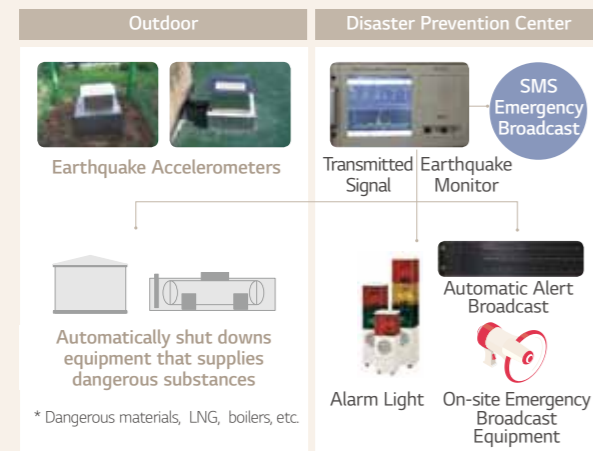 Outdoor
Disaster Prevention Center
SMS
Emergency
Broadcast
Earthquake Accelerometers
Transmitted
Signal
Earthquake
Monitor
Automatically shut downs
equipment that supplies
dangerous substances
* Dangerous materials, LNG, boilers, etc.
Automatic Alert
Broadcast
Alarm Light
On-site Emergency
Broadcast
Equipment